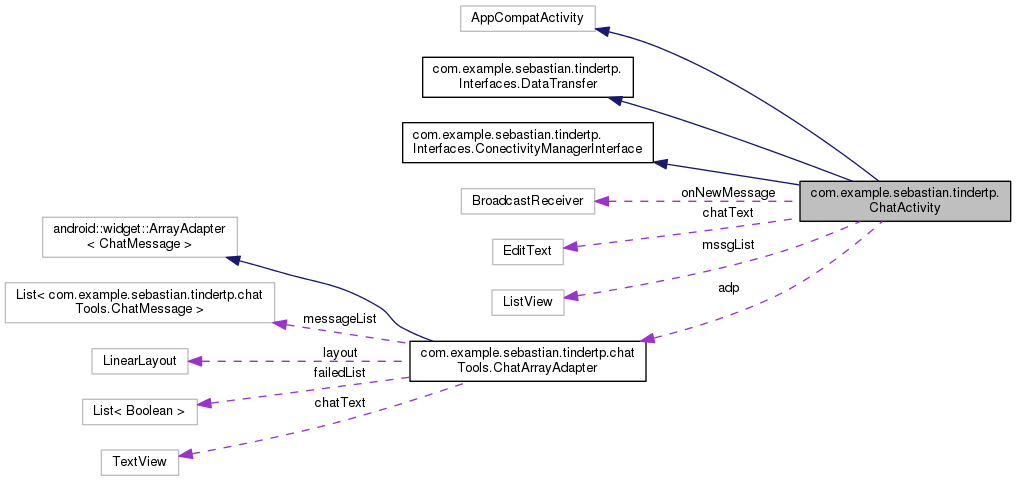 AppCompatActivity
com.example.sebastian.tindertp.
Interfaces.DataTransfer
com.example.sebastian.tindertp.
Interfaces.ConectivityManagerInterface
com.example.sebastian.tindertp.
ChatActivity
onNewMessage
BroadcastReceiver
chatText
EditText
mssgList
ListView
adp
android::widget::ArrayAdapter
< ChatMessage >
List< com.example.sebastian.tindertp.chat
Tools.ChatMessage >
messageList
com.example.sebastian.tindertp.chat
Tools.ChatArrayAdapter
layout
LinearLayout
failedList
List< Boolean >
chatText
TextView